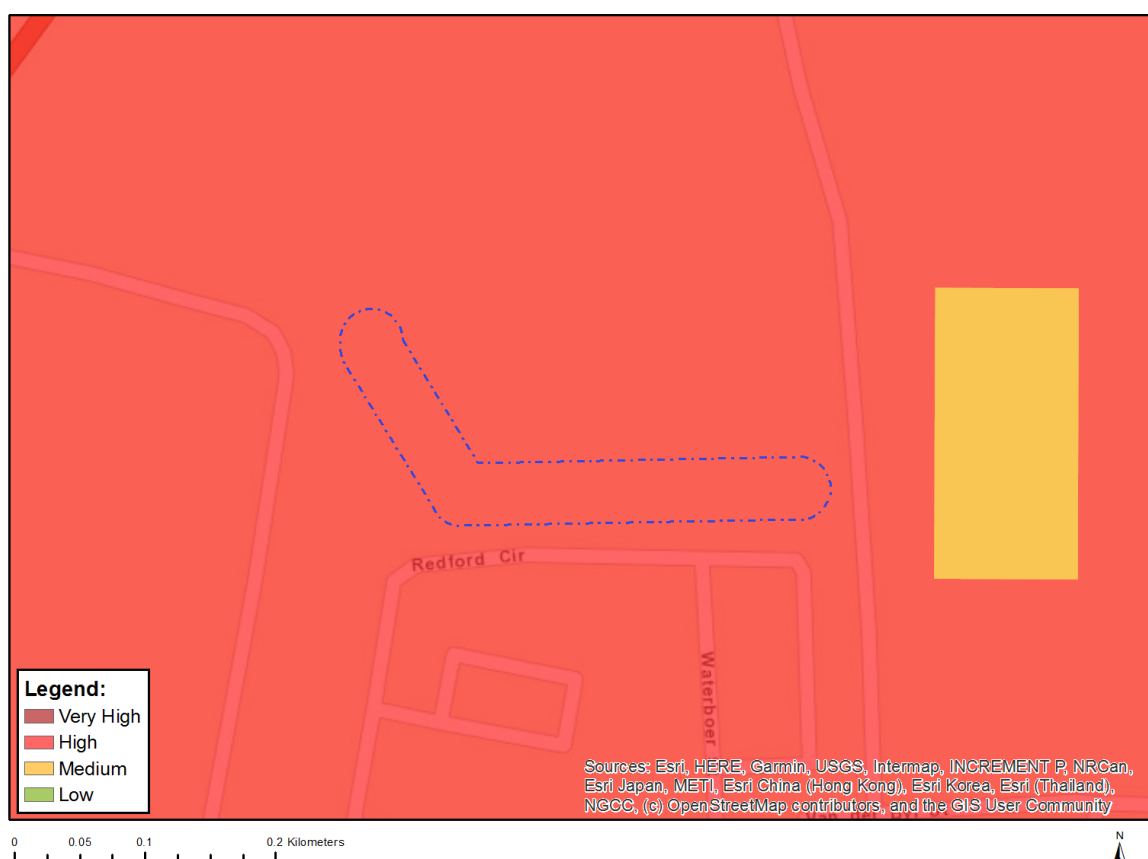 Redford Cir
Waterboer
Legend:
Very High
High
Medium
Low
Sources: Esri, HERE, Garmin, USGS, Intermap, INCREMENT P, NRCan,
Esri Japan, METI, Esri China (Hong Kong), Esri Korea, Esri (Thailand),
NGCC, (c) OpenStreetMap contributors, and the GIS User Community
0 0.05 0.1 0.2 Kilometers
N